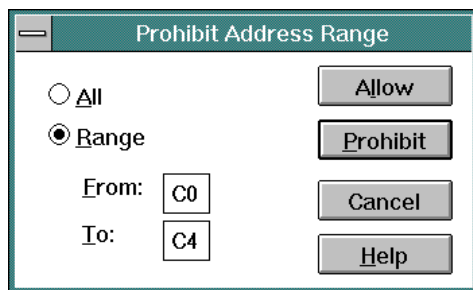 Prohibit Address Range
All
Allow
Range
Prohibit
From: C0
Cancel
To: C4
Help